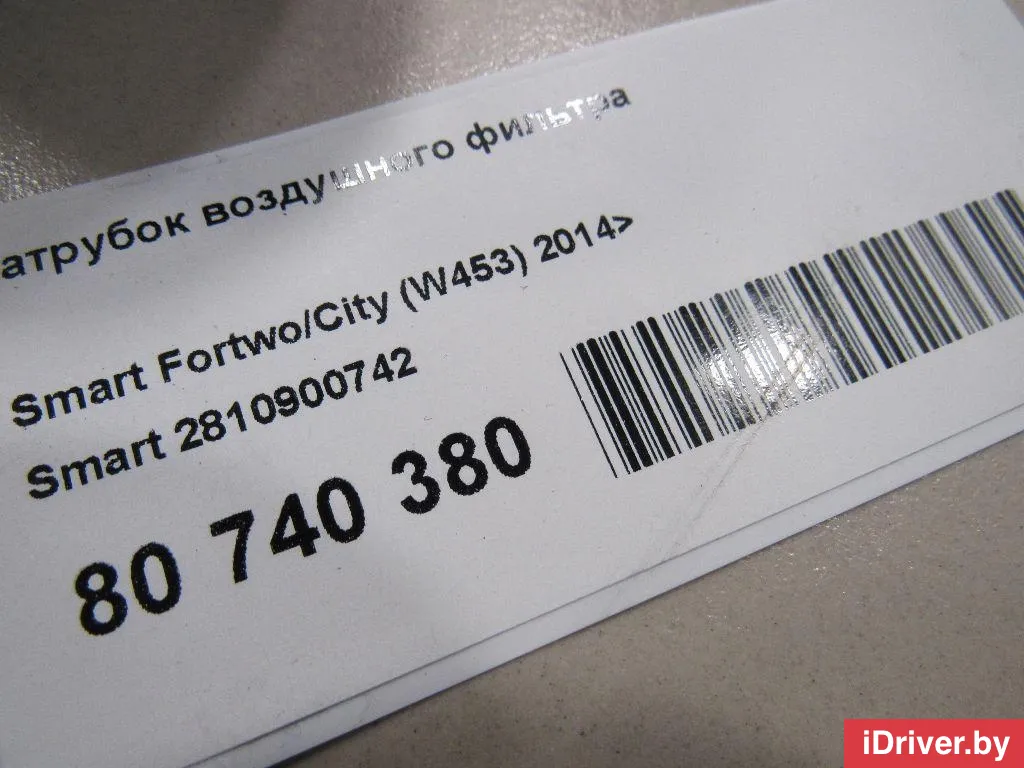 атрубок воздушного фильтра
Smart Fortwo/City (W453) 2014>
Smart 2810900742
80 740 380
iDriver.by